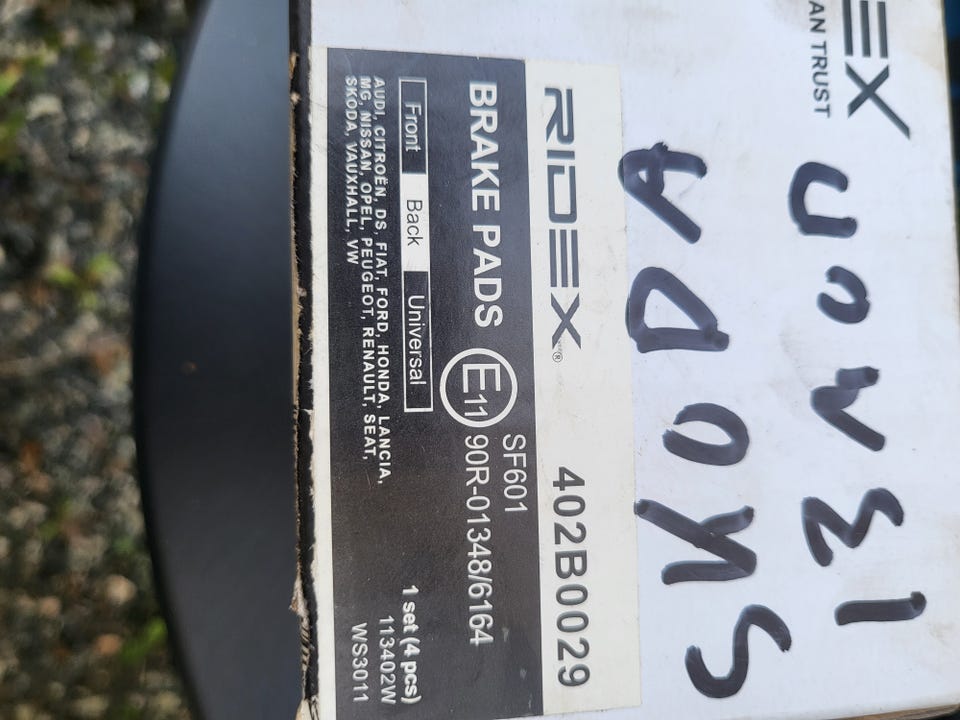 EX
AN TRUST
SKODA
RIDEX® 402B0029
BRAKE PADS E11 90R-01348/6164
SF601
Front Back Universal
1 set (4 pcs)
AUDI, CITROËN, DS, FIAT, FORD, HONDA, LANCIA,
MG, NISSAN, OPEL, PEUGEOT, RENAULT, SEAT,
SKODA, VAUXHALL, VW
113402W
WS3011